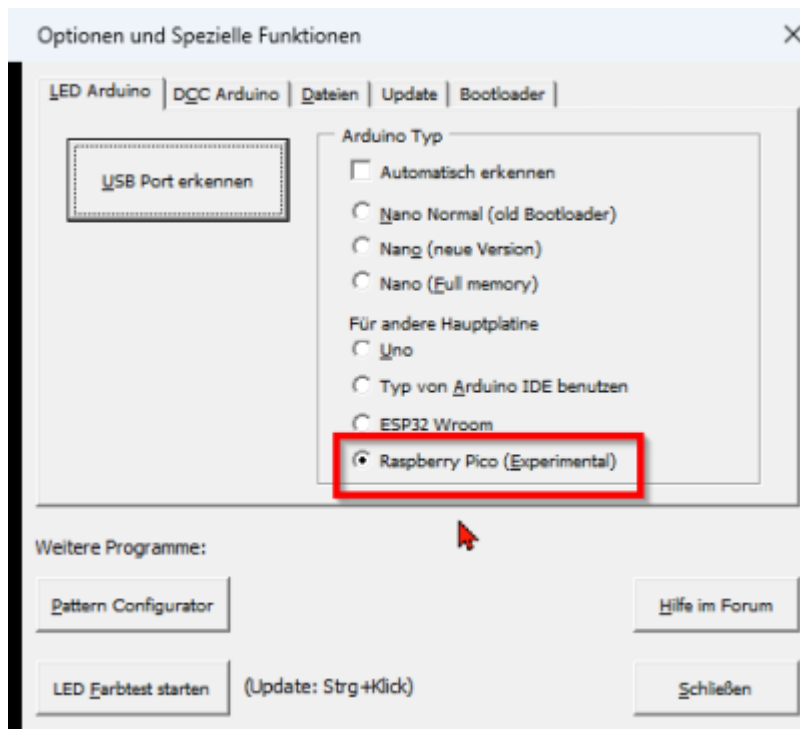 Optionen und Spezielle Funktionen
LED Arduino DCC Arduino Dateien Update Bootloader
USB Port erkennen
Arduino Typ
Automatisch erkennen
Nano Normal (old Bootloader)
Nano (neue Version)
Nano (Full memory)
Für andere Hauptplatine
Uno
Typ von Arduino IDE benutzen
ESP32 Wroom
Raspberry Pico (Experimental)
Weitere Programme:
Pattern Configurator
Hilfe im Forum
LED Farbtest starten (Update: Strg+Klick)
Schließen